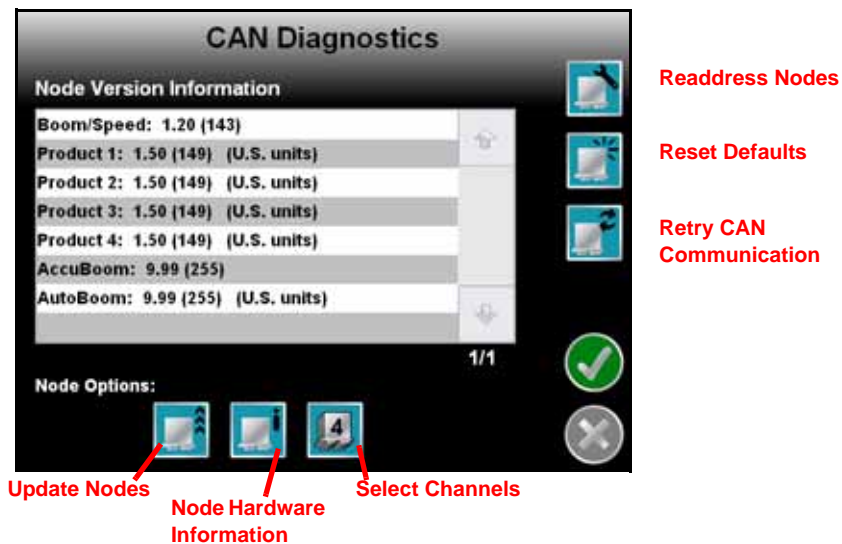 CAN Diagnostics
Node Version Information
Boom/Speed: 1.20 (143)
Product 1: 1.50 (149) (U.S. units)
Product 2: 1.50 (149) (U.S. units)
Product 3: 1.50 (149) (U.S. units)
Product 4: 1.50 (149) (U.S. units)
AccuBoom: 9.99 (255)
AutoBoom: 9.99 (255) (U.S. units)
1/1
Node Options:
4
Readdress Nodes
Reset Defaults
Retry CAN
Communication
Update Nodes
Node Hardware
Information
Select Channels